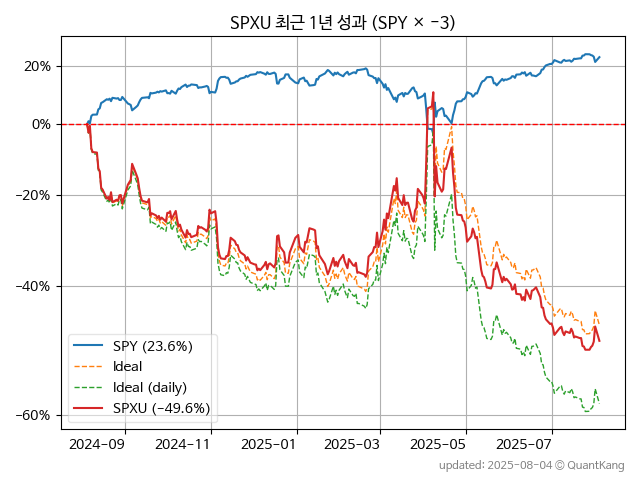 SPXU 최근 1년 성과 (SPY × −3)
20%
0%
−20%
−40%
−60%
SPY (23.6%)
Ideal
Ideal (daily)
SPXU (−49.6%)
2024-09
2024-11
2025-01
2025-03
2025-05
2025-07
updated: 2025-08-04 © QuantKang